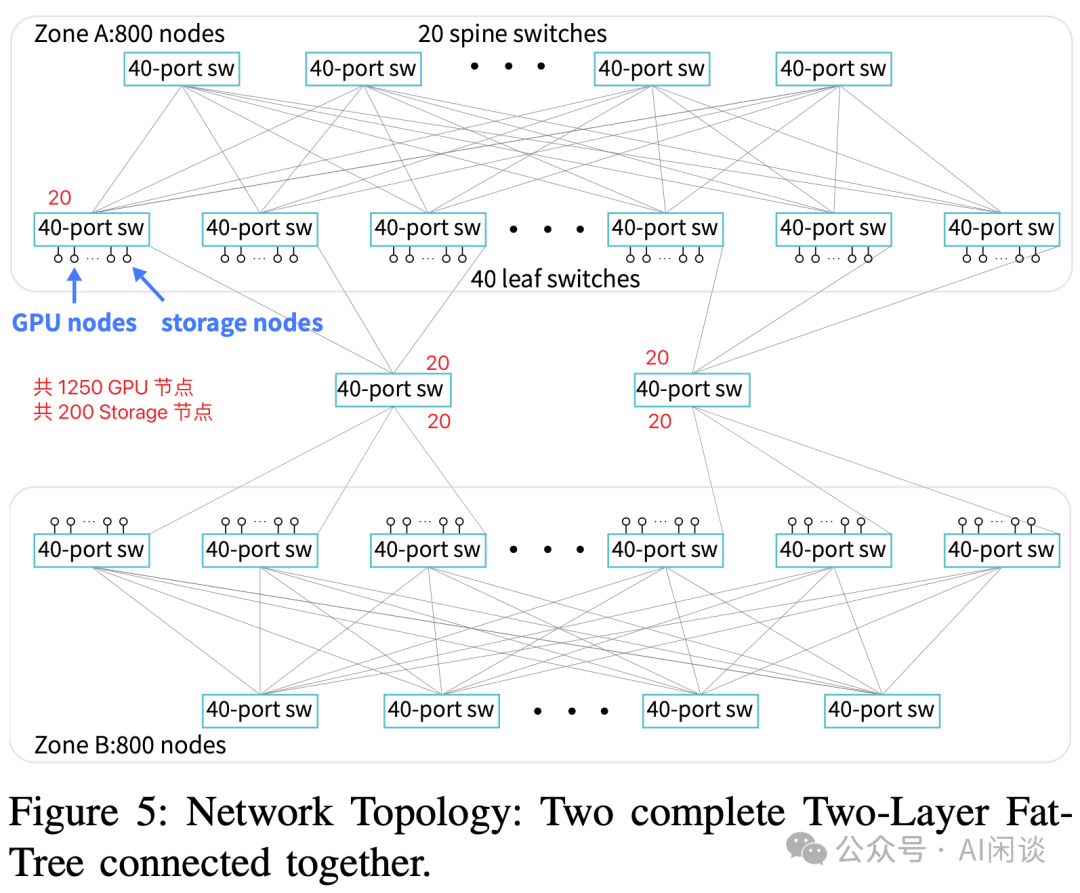 Zone A:800 nodes
20 spine switches
40-port sw
40-port sw
• • •
40-port sw
40-port sw
20
40-port sw
40-port sw
40-port sw
• • •
40-port sw
40-port sw
40-port sw
40 leaf switches
GPU nodes
storage nodes
20
20
40-port sw
40-port sw
共 1250 GPU 节点
共 200 Storage 节点
20
20
40-port sw
40-port sw
40-port sw
• • •
40-port sw
40-port sw
40-port sw
40-port sw
40-port sw
• • •
40-port sw
40-port sw
Zone B:800 nodes
Figure 5: Network Topology: Two complete Two-Layer Fat-
Tree connected together.
公众号 · AI闲谈